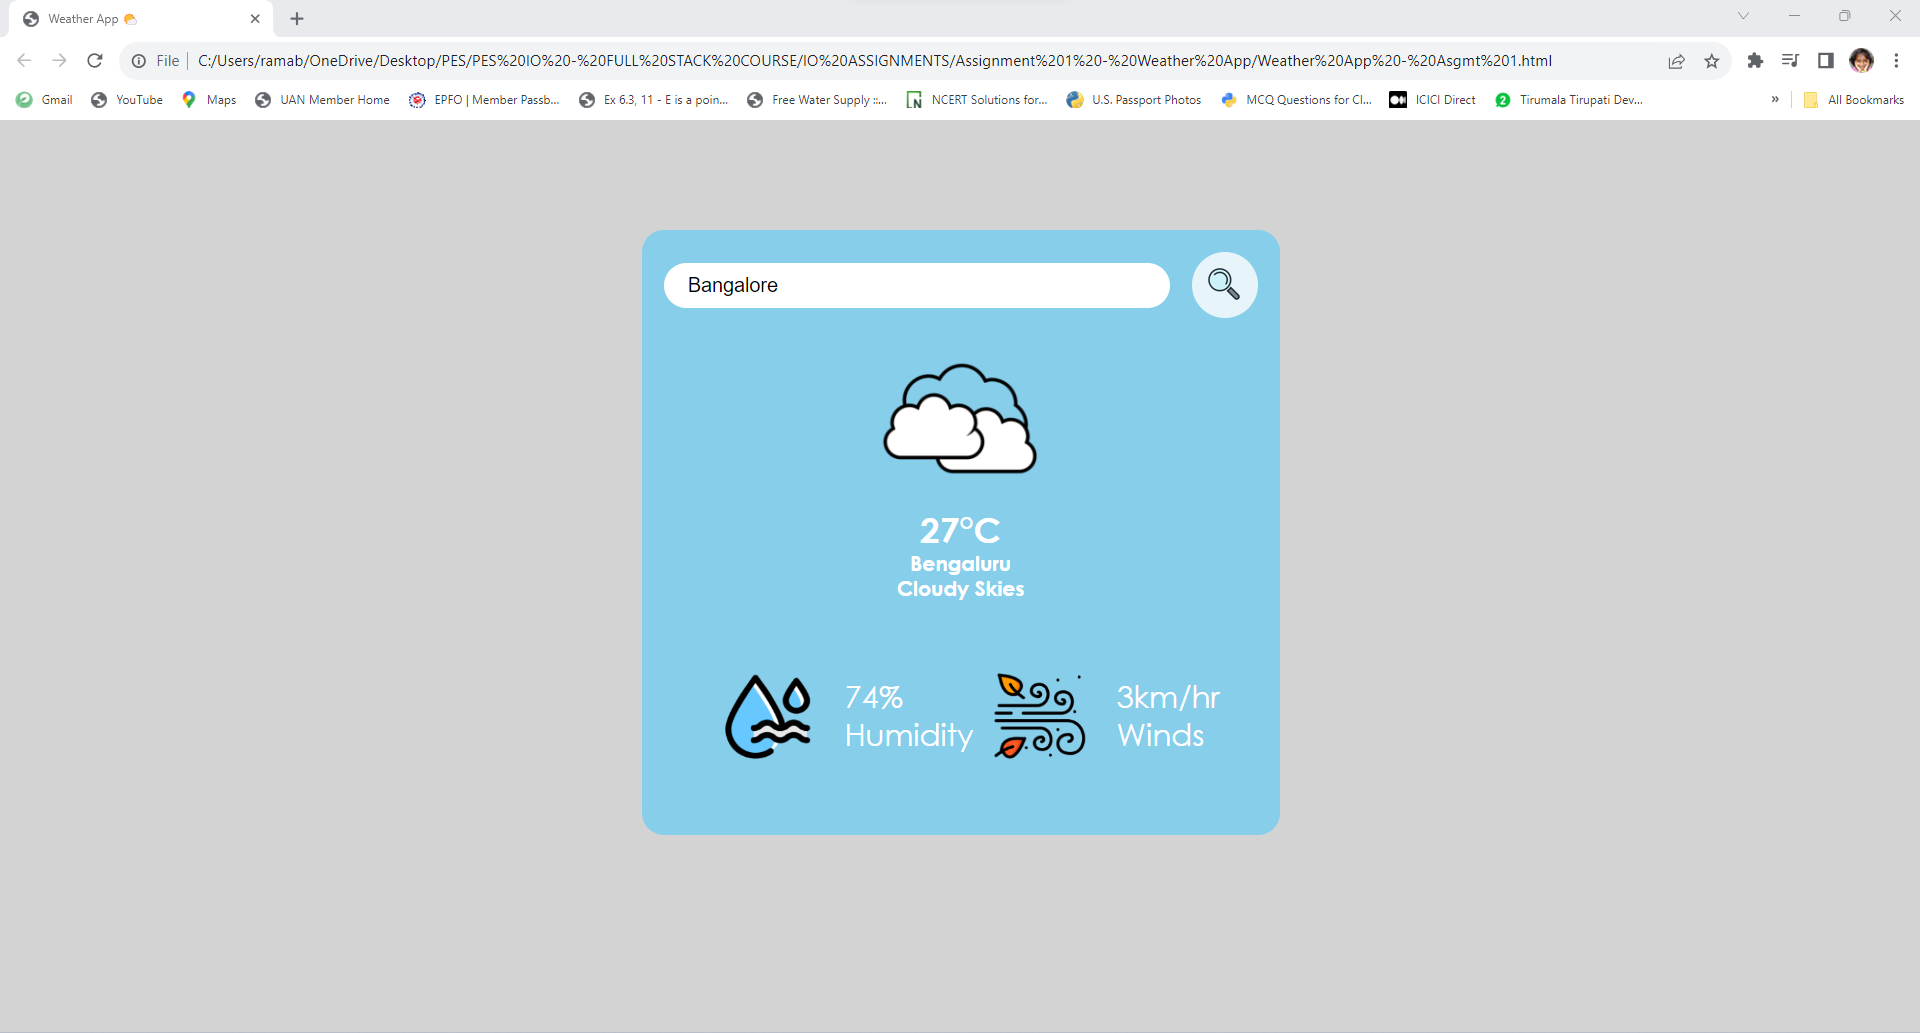 Weather App
File
C:/Users/ramab/OneDrive/Desktop/PES/PES%20IO%20-%20FULL%20STACK%20COURSE/IO%20ASSIGNMENTS/Assignment%201%20-%20Weather%20App/Weather%20App%20-%20Asgmt%201.html
Gmail YouTube Maps UAN Member Home EPFO | Member Passb... Ex 6.3, 11 - E is a poin... Free Water Supply ::... NCERT Solutions for... U.S. Passport Photos MCQ Questions for Cl... ICICI Direct Tirumala Tirupati Dev... » All Bookmarks
Bangalore
27°C
Bengaluru
Cloudy Skies
74%
Humidity
3km/hr
Winds